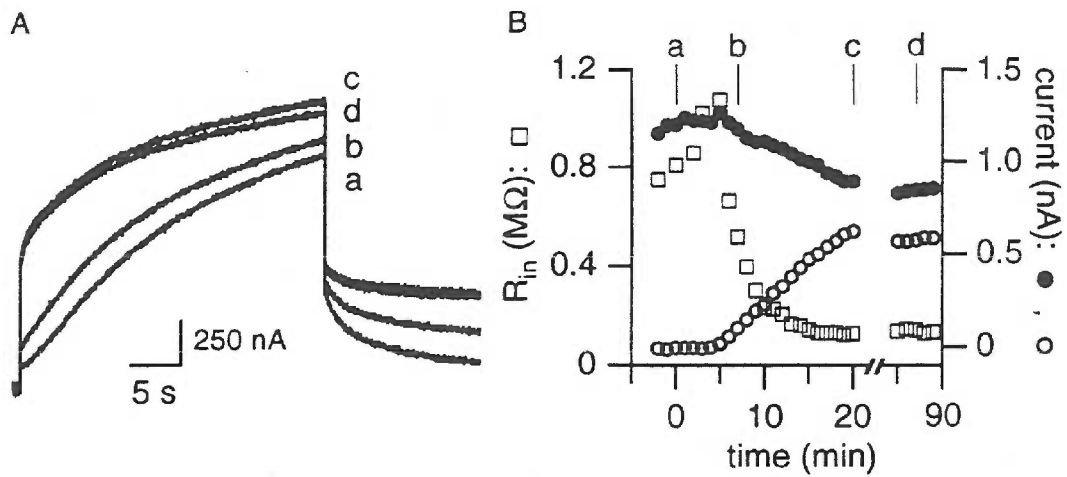 A
c
d
b
a
250 nA
5 s
B
a b c d
1.2
0.8
0.4
0
Rin (MΩ): □
1.5
1.0
0.5
0
current (nA): ● , ○
0 10 20 90
time (min)